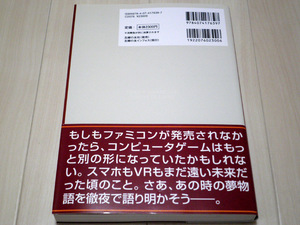 9784074776397
1922076023006
もしもファミコンが発売されなかっ
たら、コンピュータゲームはもっ
と別の形になっていたかもしれな
い。スマホもVRもまだ遠い未来だ
った頃のこと。さあ、あの時の夢物
語を徹夜で語り明かそう——。